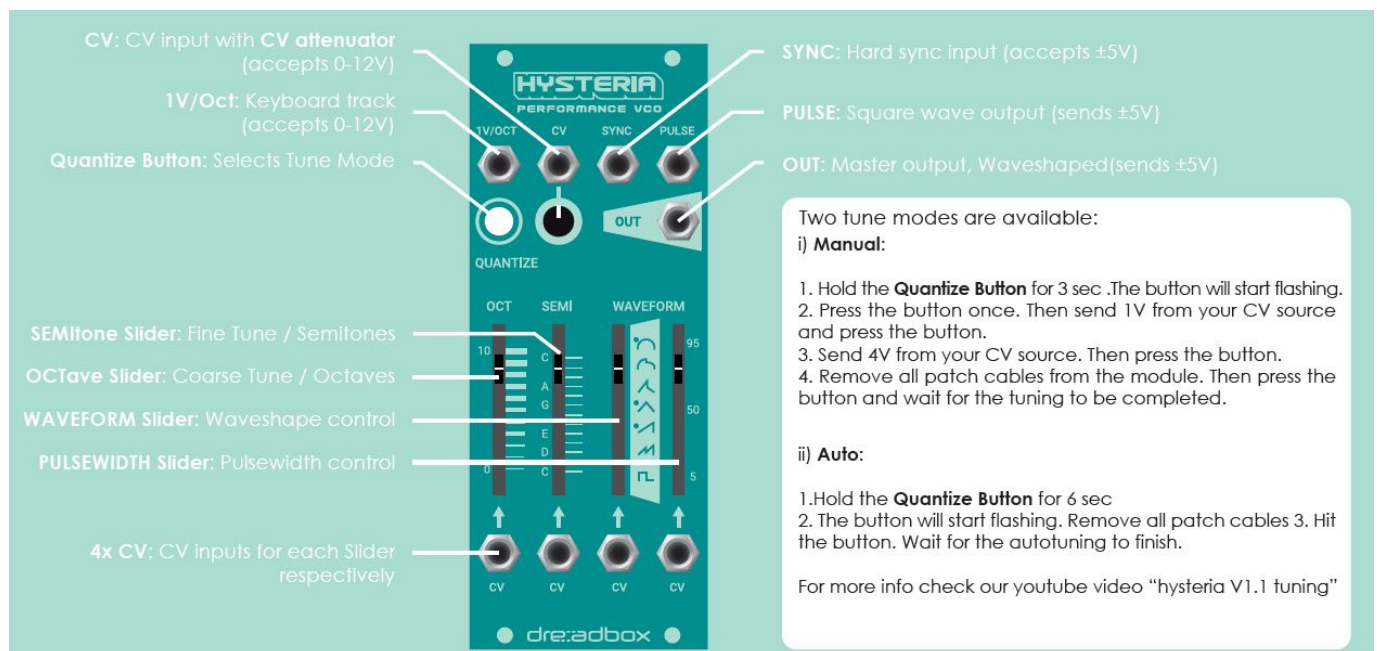 CV: CV input with CV attenuator
(accepts 0-12V)
1V/Oct: Keyboard track
(accepts 0-12V)
Quantize Button: Selects Tune Mode
SEMItone Slider: Fine Tune / Semitones
OCTave Slider: Coarse Tune / Octaves
WAVEFORM Slider: Waveshape control
PULSEWIDTH Slider: Pulsewidth control
4x CV: CV inputs for each Slider
respectively
HYSTERIA
PERFORMANCE VCO
1V/OCT CV SYNC PULSE
OUT
QUANTIZE
OCT SEMI WAVEFORM
10 C 95
A
G 50
E
D
0 C 5
CV CV CV CV
dre:adbox
SYNC: Hard sync input (accepts ±5V)
PULSE: Square wave output (sends ±5V)
OUT: Master output, Waveshaped(sends ±5V)
Two tune modes are available:
i) Manual:
1. Hold the Quantize Button for 3 sec .The button will start flashing.
2. Press the button once. Then send 1V from your CV source
and press the button.
3. Send 4V from your CV source. Then press the button.
4. Remove all patch cables from the module. Then press the
button and wait for the tuning to be completed.
ii) Auto:
1.Hold the Quantize Button for 6 sec
2. The button will start flashing. Remove all patch cables 3. Hit
the button. Wait for the autotuning to finish.
For more info check our youtube video “hysteria V1.1 tuning”